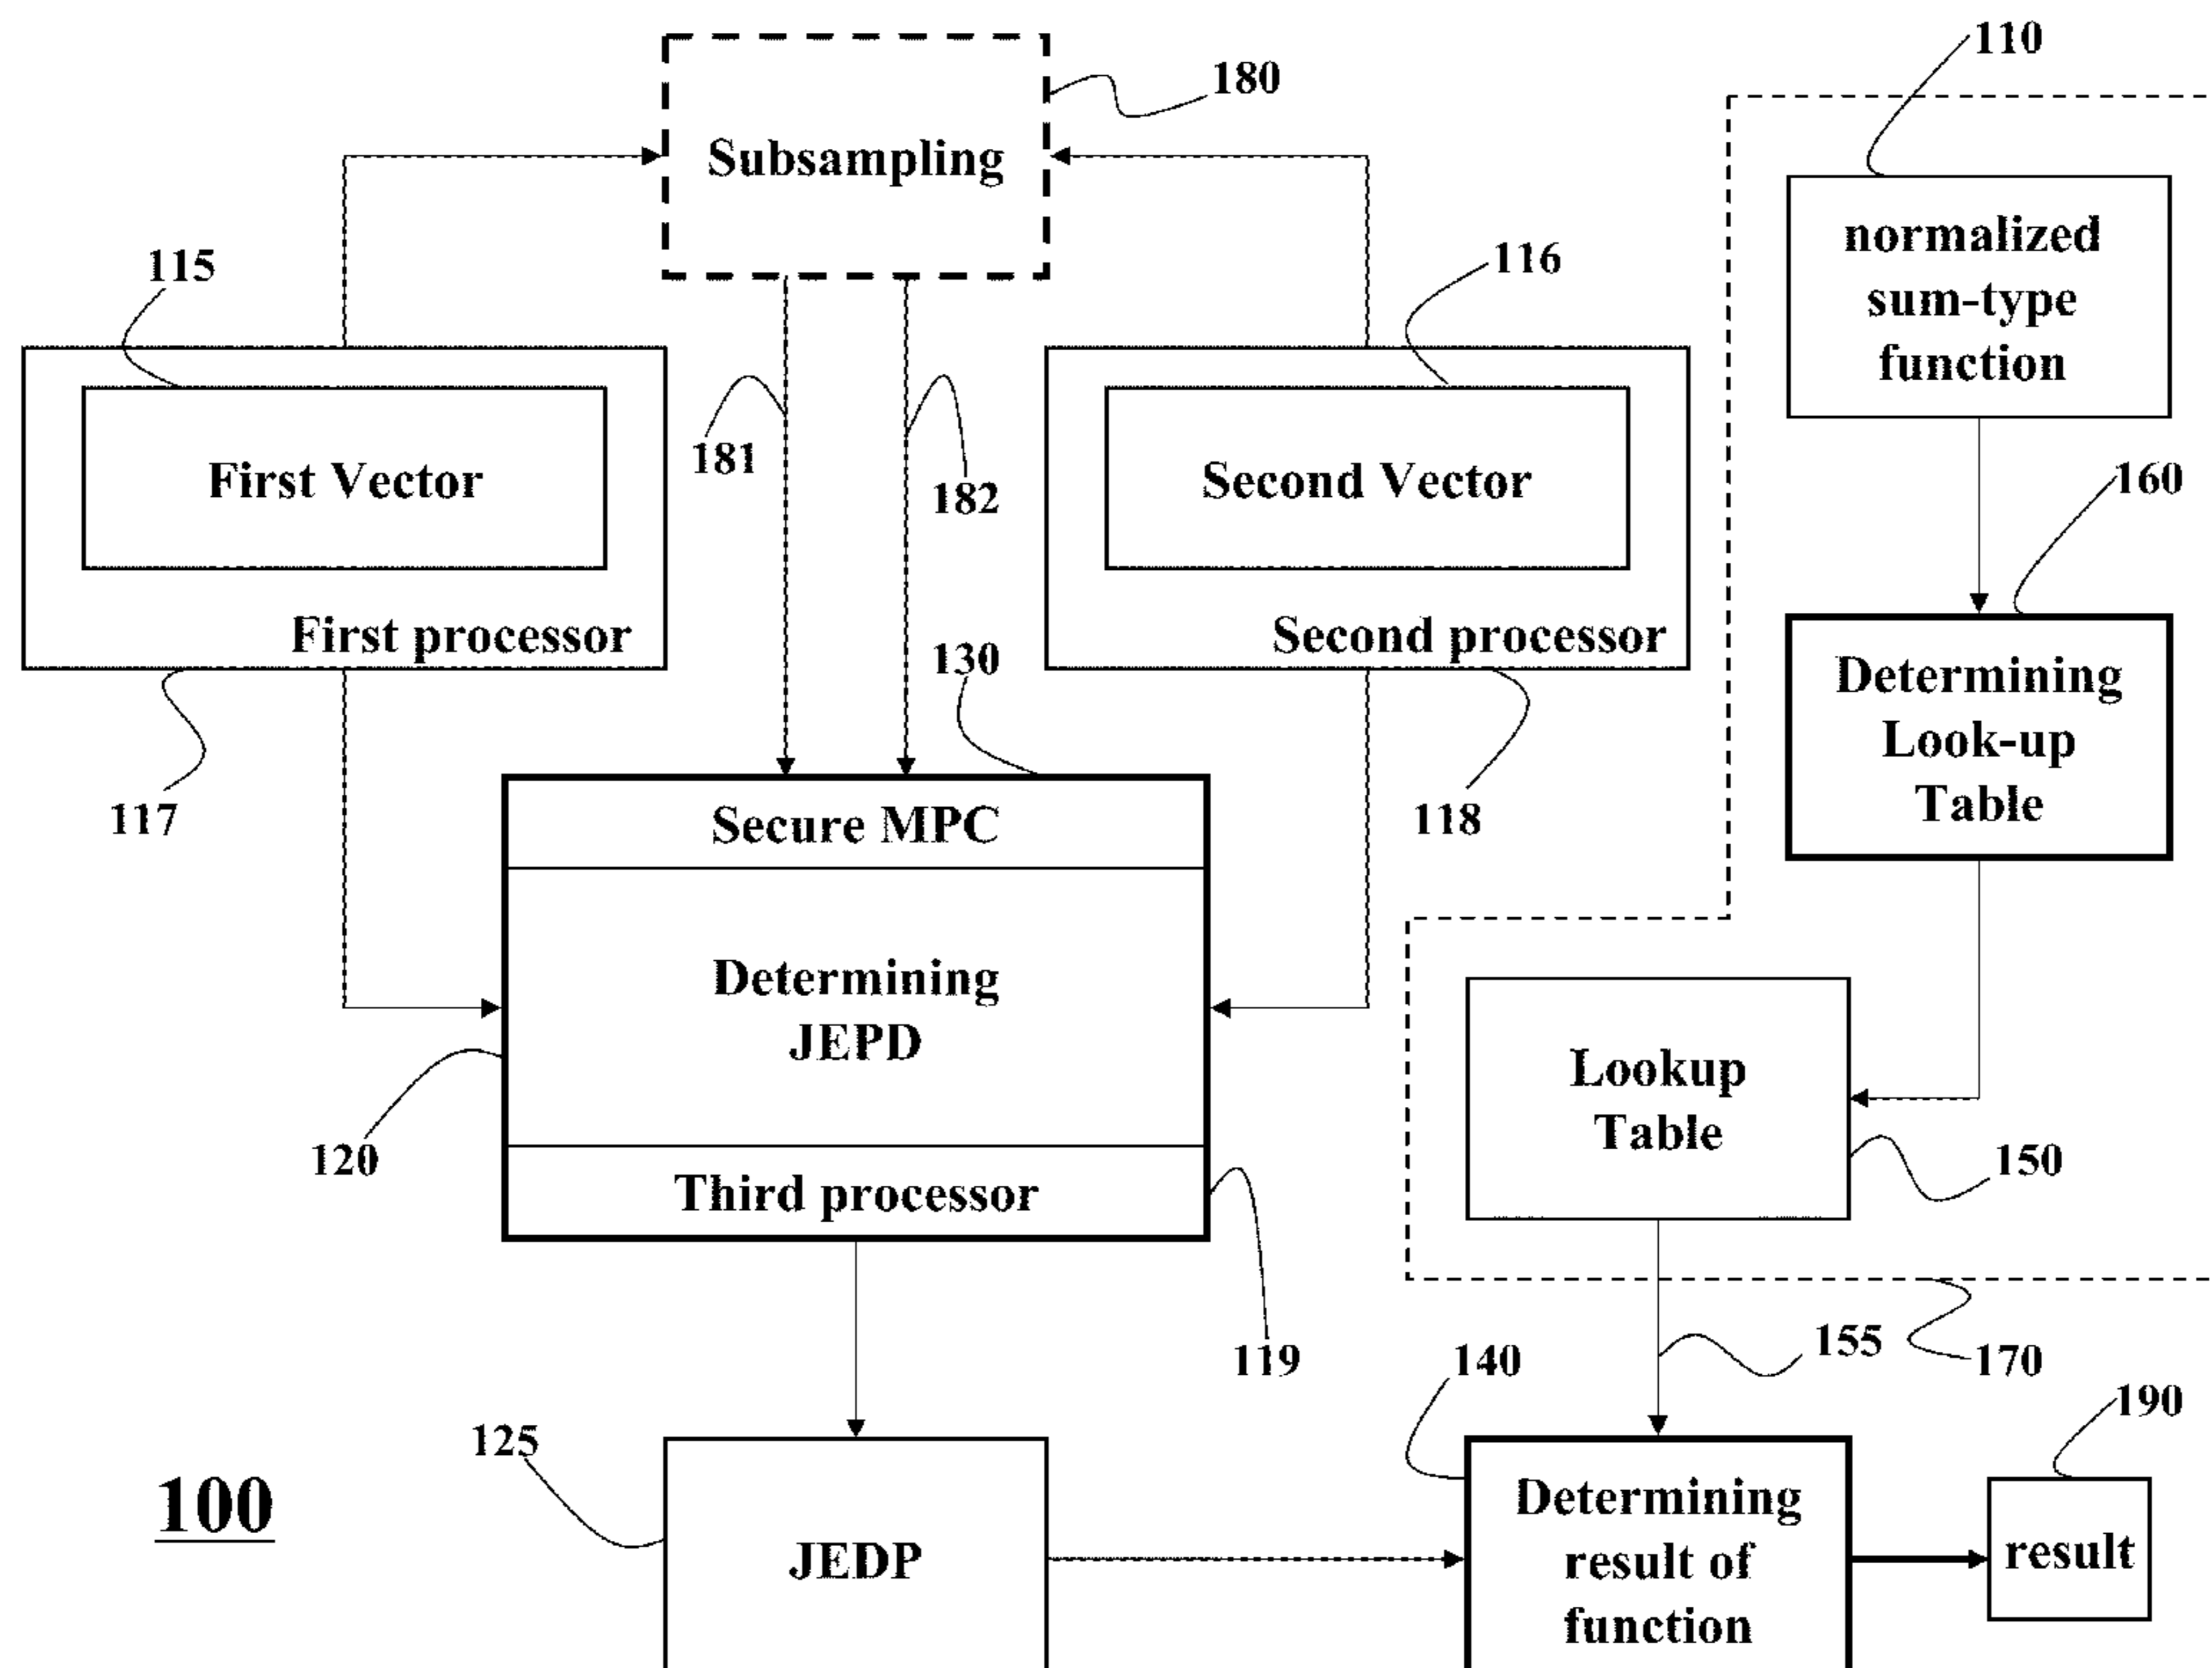 110
180
Subsampling
normalized
sum-type
function
115
116
First Vector
First processor
181
182
Second Vector
Second processor
160
Determining
Look-up
Table
117
130
118
Secure MPC
Determining
JEPD
Third processor
120
119
Lookup
Table
150
155
170
140
190
125
JEDP
Determining
result of
function
result
100